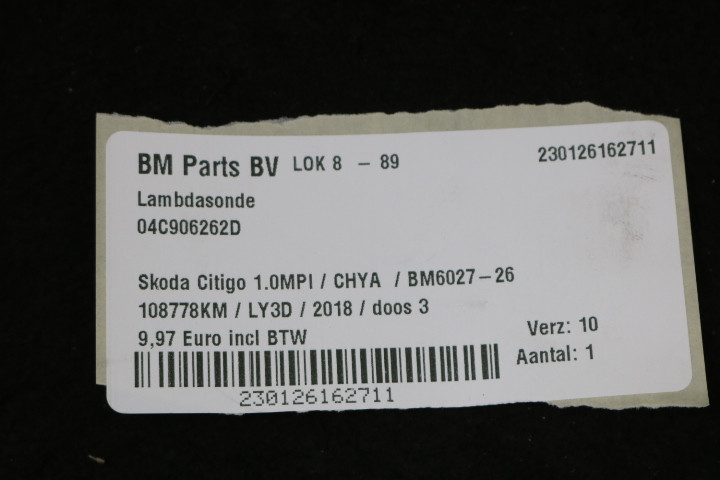 BM Parts BV LOK 8 - 89 230126162711
Lambdasonde
04C906262D
Skoda Citigo 1.0MPI / CHYA / BM6027-26
108778KM / LY3D / 2018 / doos 3
9,97 Euro incl BTW Verz: 10
Aantal: 1
230126162711